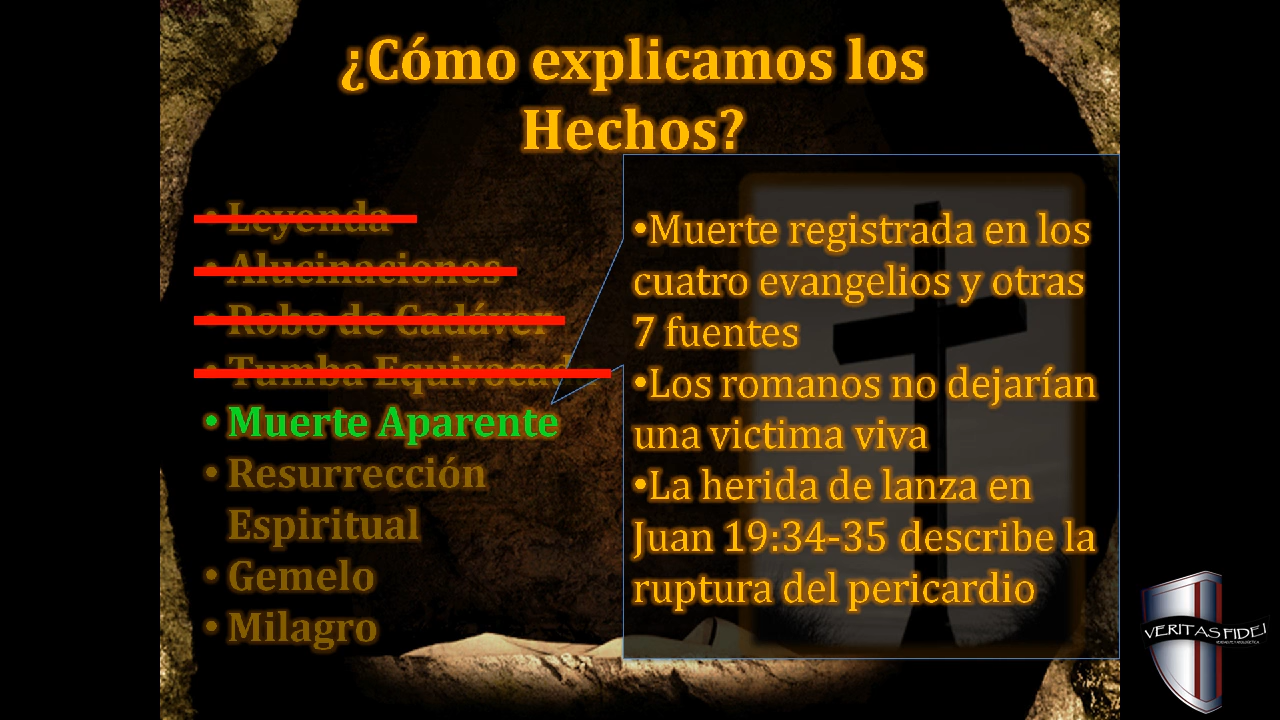 ¿Cómo explicamos los
Hechos?
• Leyenda
• Alucinaciones
• Robo de Cadáver
• Tumba
• Muerte Aparente
• Resurrección
Espiritual
• Gemelo
• Milagro
•Muerte registrada en los
cuatro evangelios y otras
7 fuentes
•Los romanos no dejarían
una victima viva
•La herida de lanza en
Juan 19:34-35 describe la
ruptura del pericardio
VERITAS FIDEI